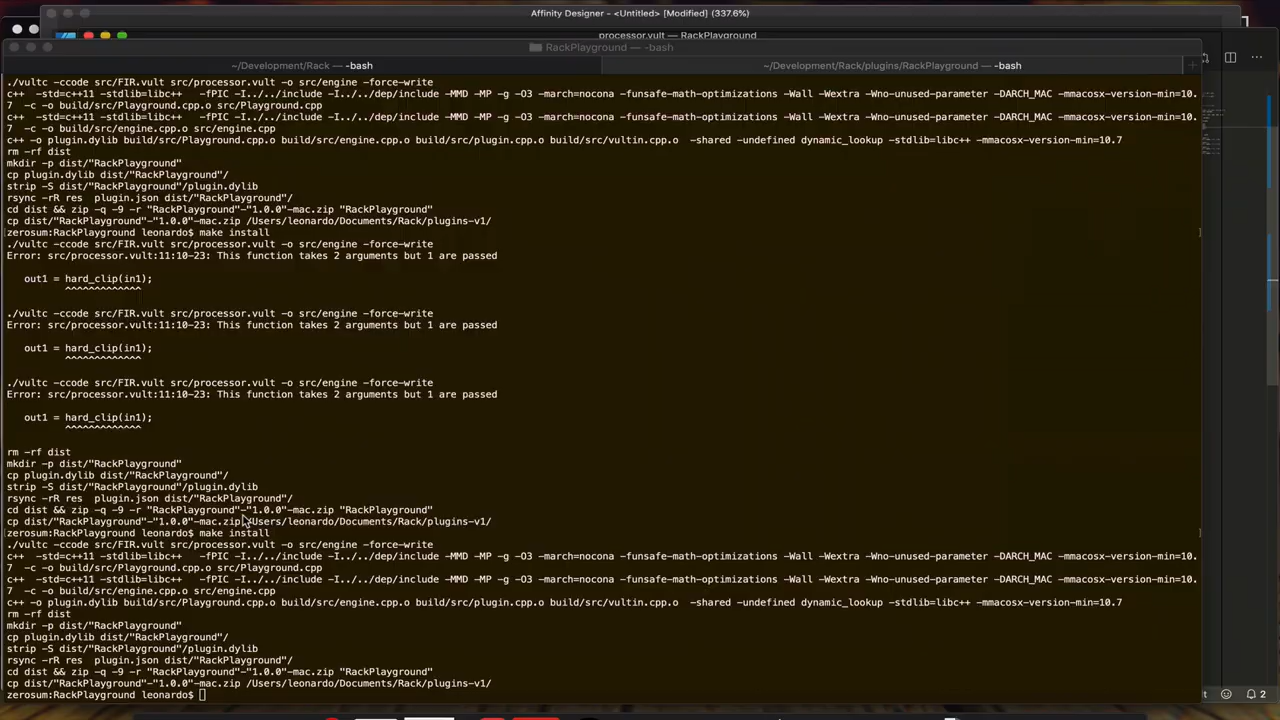 Affinity Designer - <Untitled> [Modified] (337.6%)
processor.vult — RackPlayground
RackPlayground — -bash
~/Development/Rack — -bash
~/Development/Rack/plugins/RackPlayground — -bash
./vultc -ccode src/FIR.vult src/processor.vult -o src/engine -force-write
c++  -std=c++11 -stdlib=libc++   -fPIC -I../../include -I../../dep/include -MMD -MP -g -O3 -march=nocona -funsafe-math-optimizations -Wall -Wextra -Wno-unused-parameter -DARCH_MAC -mmacosx-version-min=10.
7  -c -o build/src/Playground.cpp.o src/Playground.cpp
c++  -std=c++11 -stdlib=libc++   -fPIC -I../../include -I../../dep/include -MMD -MP -g -O3 -march=nocona -funsafe-math-optimizations -Wall -Wextra -Wno-unused-parameter -DARCH_MAC -mmacosx-version-min=10.
7  -c -o build/src/engine.cpp.o src/engine.cpp
c++ -o plugin.dylib build/src/Playground.cpp.o build/src/engine.cpp.o build/src/plugin.cpp.o build/src/vultin.cpp.o  -shared -undefined dynamic_lookup -stdlib=libc++ -mmacosx-version-min=10.7
rm -rf dist
mkdir -p dist/"RackPlayground"
cp plugin.dylib dist/"RackPlayground"/
strip -S dist/"RackPlayground"/plugin.dylib
rsync -rR res  plugin.json dist/"RackPlayground"/
cd dist && zip -q -9 -r "RackPlayground"-"1.0.0"-mac.zip "RackPlayground"
cp dist/"RackPlayground"-"1.0.0"-mac.zip /Users/leonardo/Documents/Rack/plugins-v1/
zerosum:RackPlayground leonardo$ make install
./vultc -ccode src/FIR.vult src/processor.vult -o src/engine -force-write
Error: src/processor.vult:11:10-23: This function takes 2 arguments but 1 are passed
out1 = hard_clip(in1);
^^^^^^^^^^^^^
./vultc -ccode src/FIR.vult src/processor.vult -o src/engine -force-write
Error: src/processor.vult:11:10-23: This function takes 2 arguments but 1 are passed
out1 = hard_clip(in1);
^^^^^^^^^^^^^
./vultc -ccode src/FIR.vult src/processor.vult -o src/engine -force-write
Error: src/processor.vult:11:10-23: This function takes 2 arguments but 1 are passed
out1 = hard_clip(in1);
^^^^^^^^^^^^^
rm -rf dist
mkdir -p dist/"RackPlayground"
cp plugin.dylib dist/"RackPlayground"/
strip -S dist/"RackPlayground"/plugin.dylib
rsync -rR res  plugin.json dist/"RackPlayground"/
cd dist && zip -q -9 -r "RackPlayground"-"1.0.0"-mac.zip "RackPlayground"
cp dist/"RackPlayground"-"1.0.0"-mac.zip /Users/leonardo/Documents/Rack/plugins-v1/
zerosum:RackPlayground leonardo$ make install
./vultc -ccode src/FIR.vult src/processor.vult -o src/engine -force-write
c++  -std=c++11 -stdlib=libc++   -fPIC -I../../include -I../../dep/include -MMD -MP -g -O3 -march=nocona -funsafe-math-optimizations -Wall -Wextra -Wno-unused-parameter -DARCH_MAC -mmacosx-version-min=10.
7  -c -o build/src/Playground.cpp.o src/Playground.cpp
c++  -std=c++11 -stdlib=libc++   -fPIC -I../../include -I../../dep/include -MMD -MP -g -O3 -march=nocona -funsafe-math-optimizations -Wall -Wextra -Wno-unused-parameter -DARCH_MAC -mmacosx-version-min=10.
7  -c -o build/src/engine.cpp.o src/engine.cpp
c++ -o plugin.dylib build/src/Playground.cpp.o build/src/engine.cpp.o build/src/plugin.cpp.o build/src/vultin.cpp.o  -shared -undefined dynamic_lookup -stdlib=libc++ -mmacosx-version-min=10.7
rm -rf dist
mkdir -p dist/"RackPlayground"
cp plugin.dylib dist/"RackPlayground"/
strip -S dist/"RackPlayground"/plugin.dylib
rsync -rR res  plugin.json dist/"RackPlayground"/
cd dist && zip -q -9 -r "RackPlayground"-"1.0.0"-mac.zip "RackPlayground"
cp dist/"RackPlayground"-"1.0.0"-mac.zip /Users/leonardo/Documents/Rack/plugins-v1/
zerosum:RackPlayground leonardo$
2